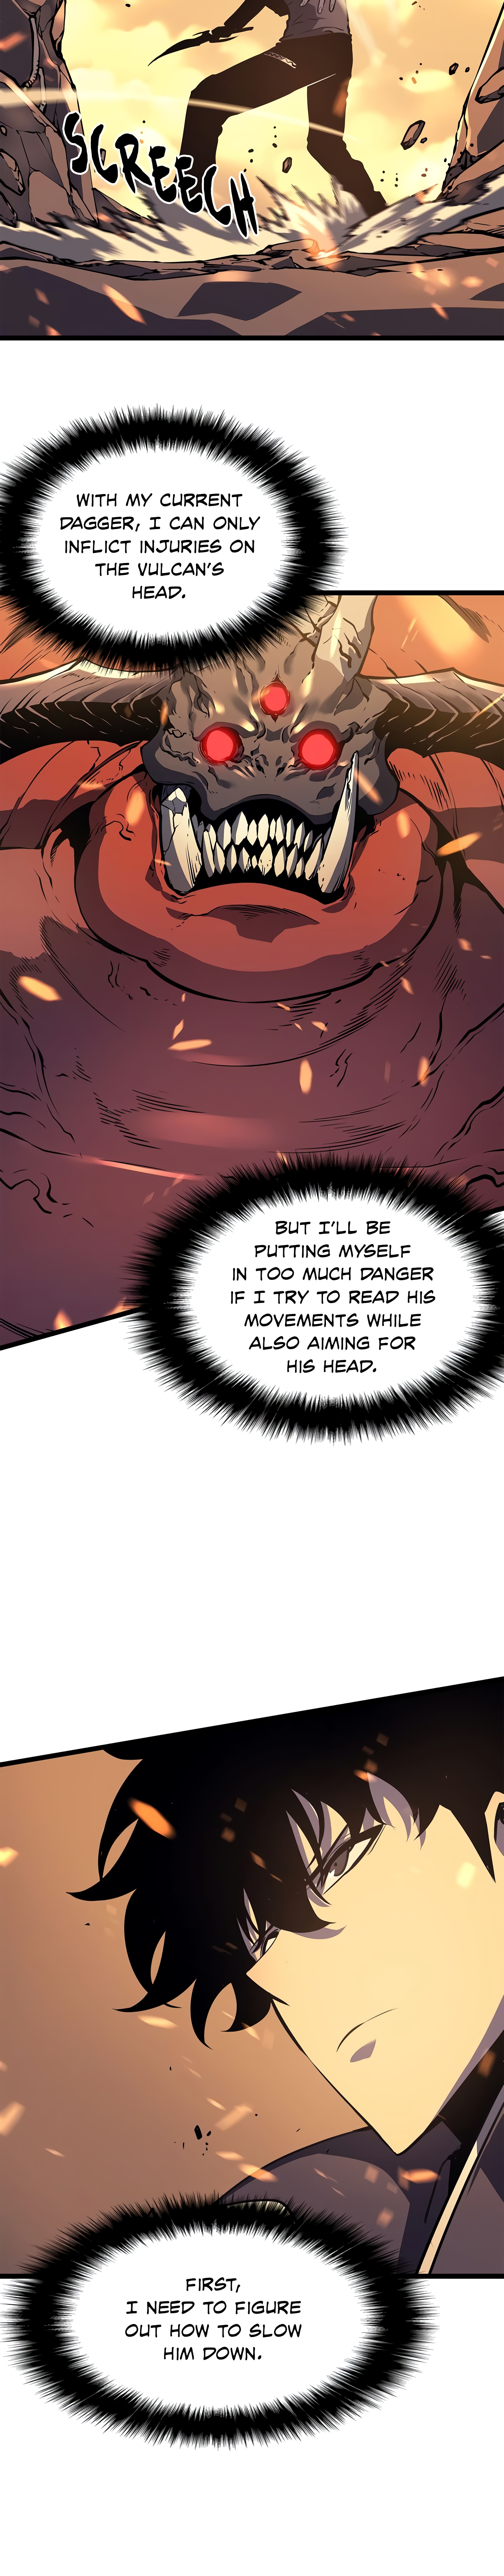 SCREECH
WITH MY CURRENT
DAGGER, I CAN ONLY
INFLICT INJURIES ON
THE VULCAN'S
HEAD.
BUT I'LL BE
PUTTING MYSELF
IN TOO MUCH DANGER
IF I TRY TO READ HIS
MOVEMENTS WHILE
ALSO AIMING FOR
HIS HEAD.
FIRST,
I NEED TO FIGURE
OUT HOW TO SLOW
HIM DOWN.